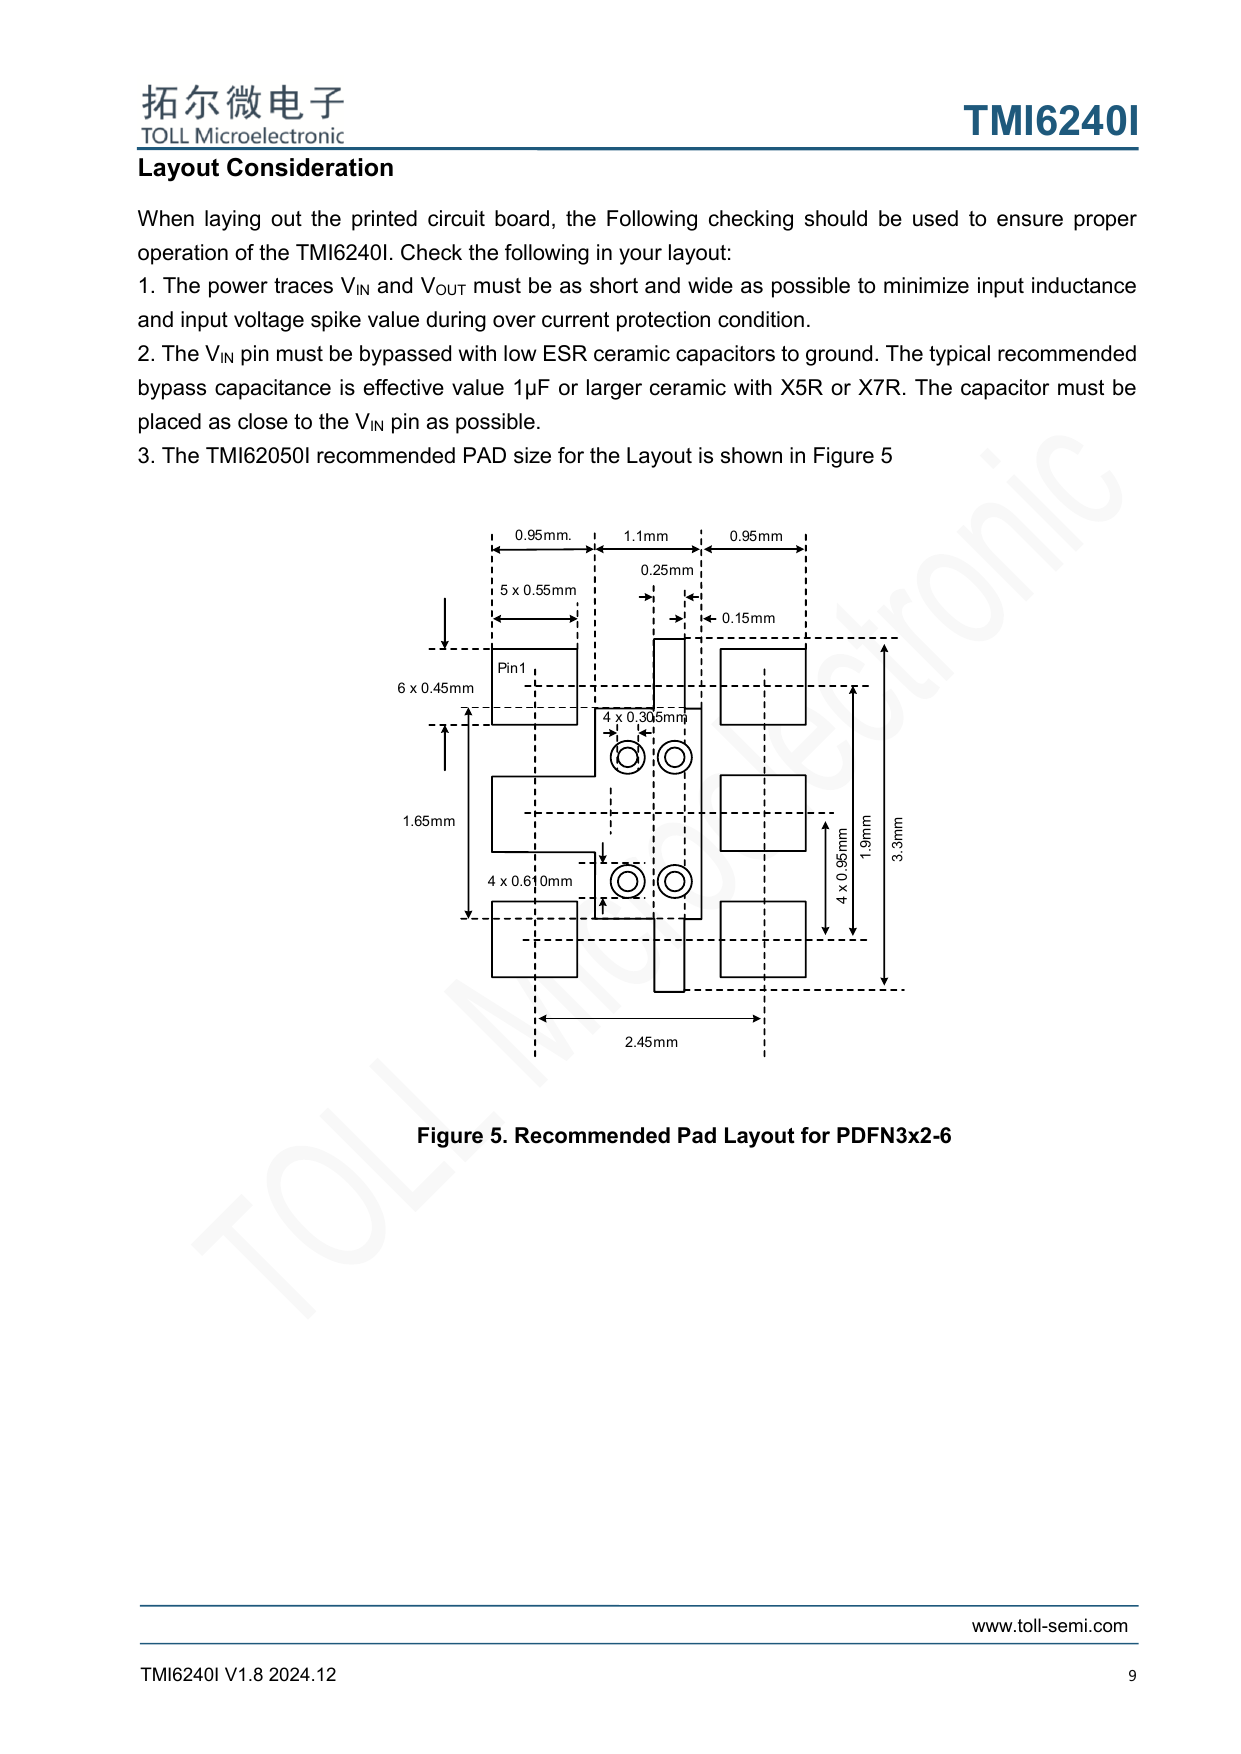 拓尔微电子
TOLL Microelectronic
TMI6240I
Layout Consideration
When laying out the printed circuit board, the Following checking should be used to ensure proper
operation of the TMI6240I. Check the following in your layout:
1. The power traces VIN and VOUT must be as short and wide as possible to minimize input inductance
and input voltage spike value during over current protection condition.
2. The VIN pin must be bypassed with low ESR ceramic capacitors to ground. The typical recommended
bypass capacitance is effective value 1μF or larger ceramic with X5R or X7R. The capacitor must be
placed as close to the VIN pin as possible.
3. The TMI62050I recommended PAD size for the Layout is shown in Figure 5
0.95mm.
1.1mm
0.95mm
0.25mm
5 x 0.55mm
0.15mm
Pin1
6 x 0.45mm
4 x 0.305mm
1.65mm
4 x 0.95mm
1.9mm
3.3mm
4 x 0.610mm
2.45mm
TOLL Microelectronic
Figure 5. Recommended Pad Layout for PDFN3x2-6
www.toll-semi.com
TMI6240I V1.8 2024.12
9